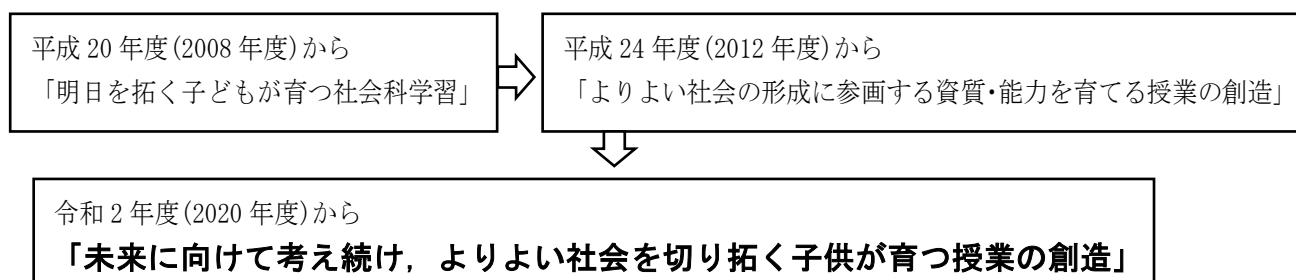 平成 20 年度(2008 年度)から
「明日を拓く子どもが育つ社会科学習」
平成 24 年度(2012 年度)から
「よりよい社会の形成に参画する資質・能力を育てる授業の創造」
令和 2 年度(2020 年度)から
「未来に向けて考え続け，よりよい社会を切り拓く子供が育つ授業の創造」